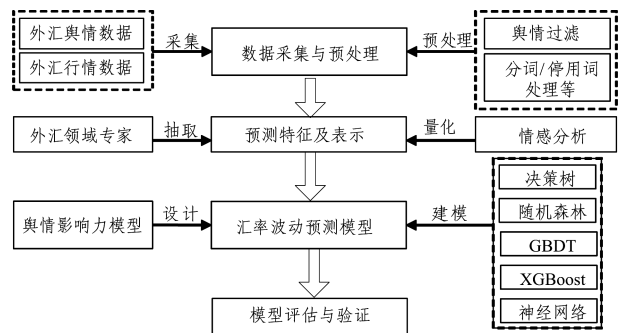 外汇舆情数据
外汇行情数据
采集
数据采集与预处理
预处理
舆情过滤
分词/停用词
处理等
外汇领域专家
抽取
预测特征及表示
量化
情感分析
舆情影响力模型
设计
汇率波动预测模型
建模
决策树
随机森林
GBDT
XGBoost
神经网络
模型评估与验证